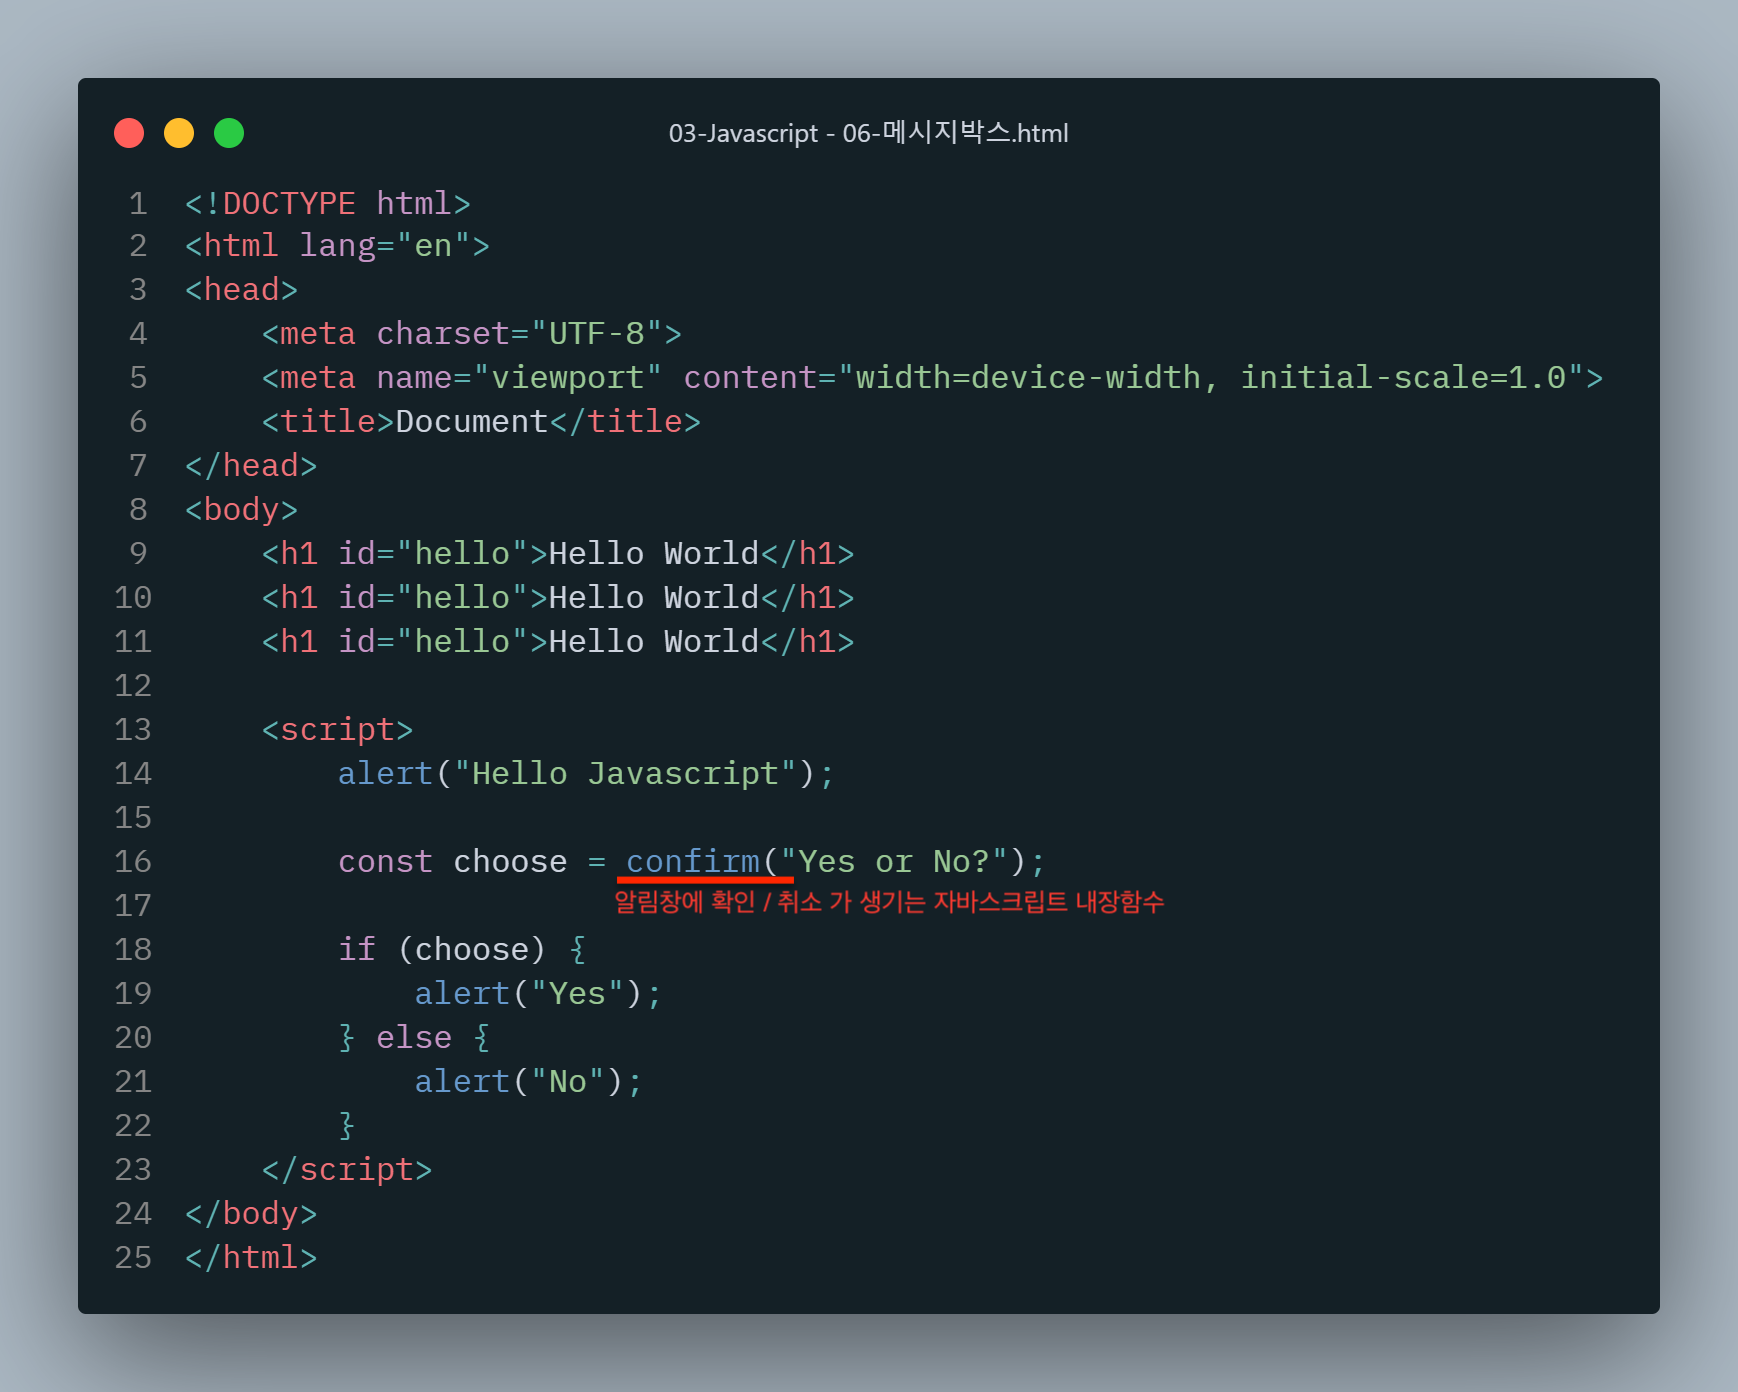 03-Javascript - 06-메시지박스.html
1 <!DOCTYPE html>
2 <html lang="en">
3 <head>
4     <meta charset="UTF-8">
5     <meta name="viewport" content="width=device-width, initial-scale=1.0">
6     <title>Document</title>
7 </head>
8 <body>
9     <h1 id="hello">Hello World</h1>
10     <h1 id="hello">Hello World</h1>
11     <h1 id="hello">Hello World</h1>
12
13     <script>
14         alert("Hello Javascript");
15
16         const choose = confirm("Yes or No?");
17 알림창에 확인 / 취소 가 생기는 자바스크립트 내장함수
18         if (choose) {
19             alert("Yes");
20         } else {
21             alert("No");
22         }
23     </script>
24 </body>
25 </html>